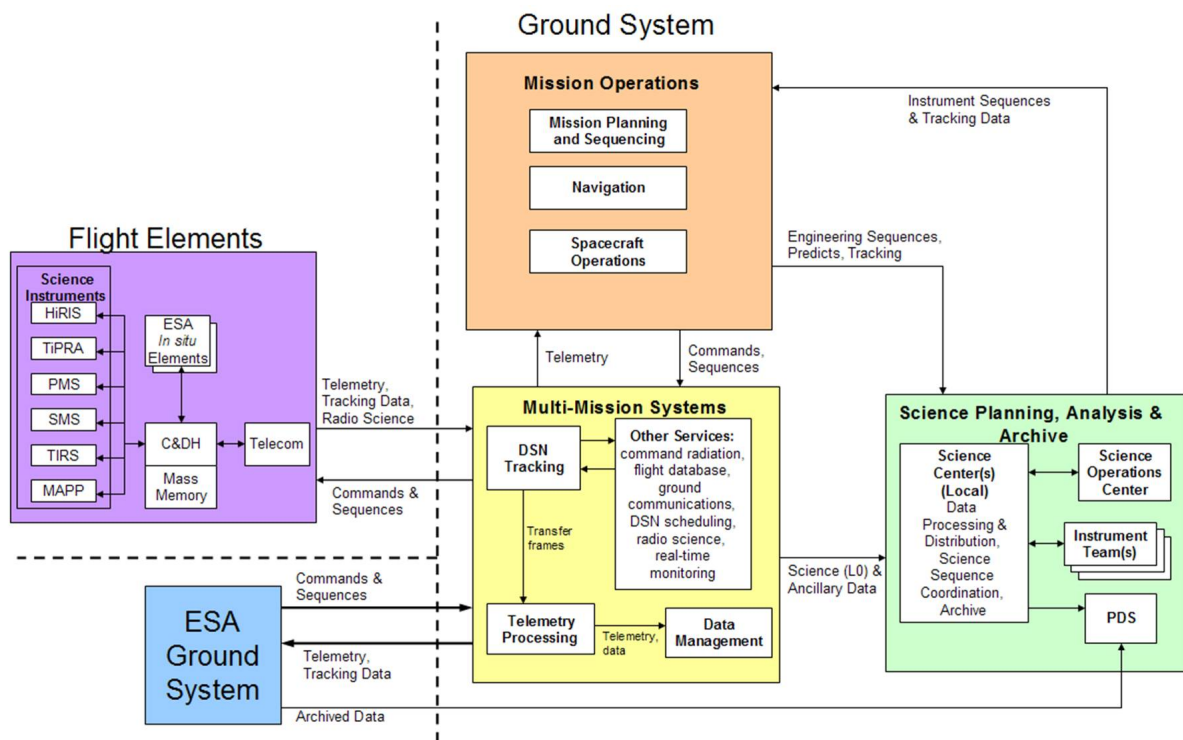 Ground System
Mission Operations
Mission Planning
and Sequencing
Navigation
Spacecraft
Operations
Instrument Sequences
& Tracking Data
Engineering Sequences,
Predicts, Tracking
Flight Elements
Science
Instruments
HiRIS
TiPRA
PMS
SMS
TIRS
MAPP
ESA
In situ
Elements
C&DH
Mass
Memory
Telecom
Telemetry,
Tracking Data,
Radio Science
Commands &
Sequences
Telemetry
Commands,
Sequences
Multi-Mission Systems
DSN
Tracking
Other Services:
command radiation,
flight database,
ground
communications,
DSN scheduling,
radio science,
real-time
monitoring
Transfer
frames
Telemetry
Processing
Telemetry,
data
Data
Management
Science (L0) &
Ancillary Data
Science Planning, Analysis &
Archive
Science
Center(s)
(Local)
Data
Processing &
Distribution,
Science
Sequence
Coordination,
Archive
Science
Operations
Center
Instrument
Team(s)
PDS
ESA
Ground
System
Commands &
Sequences
Telemetry,
Tracking Data
Archived Data